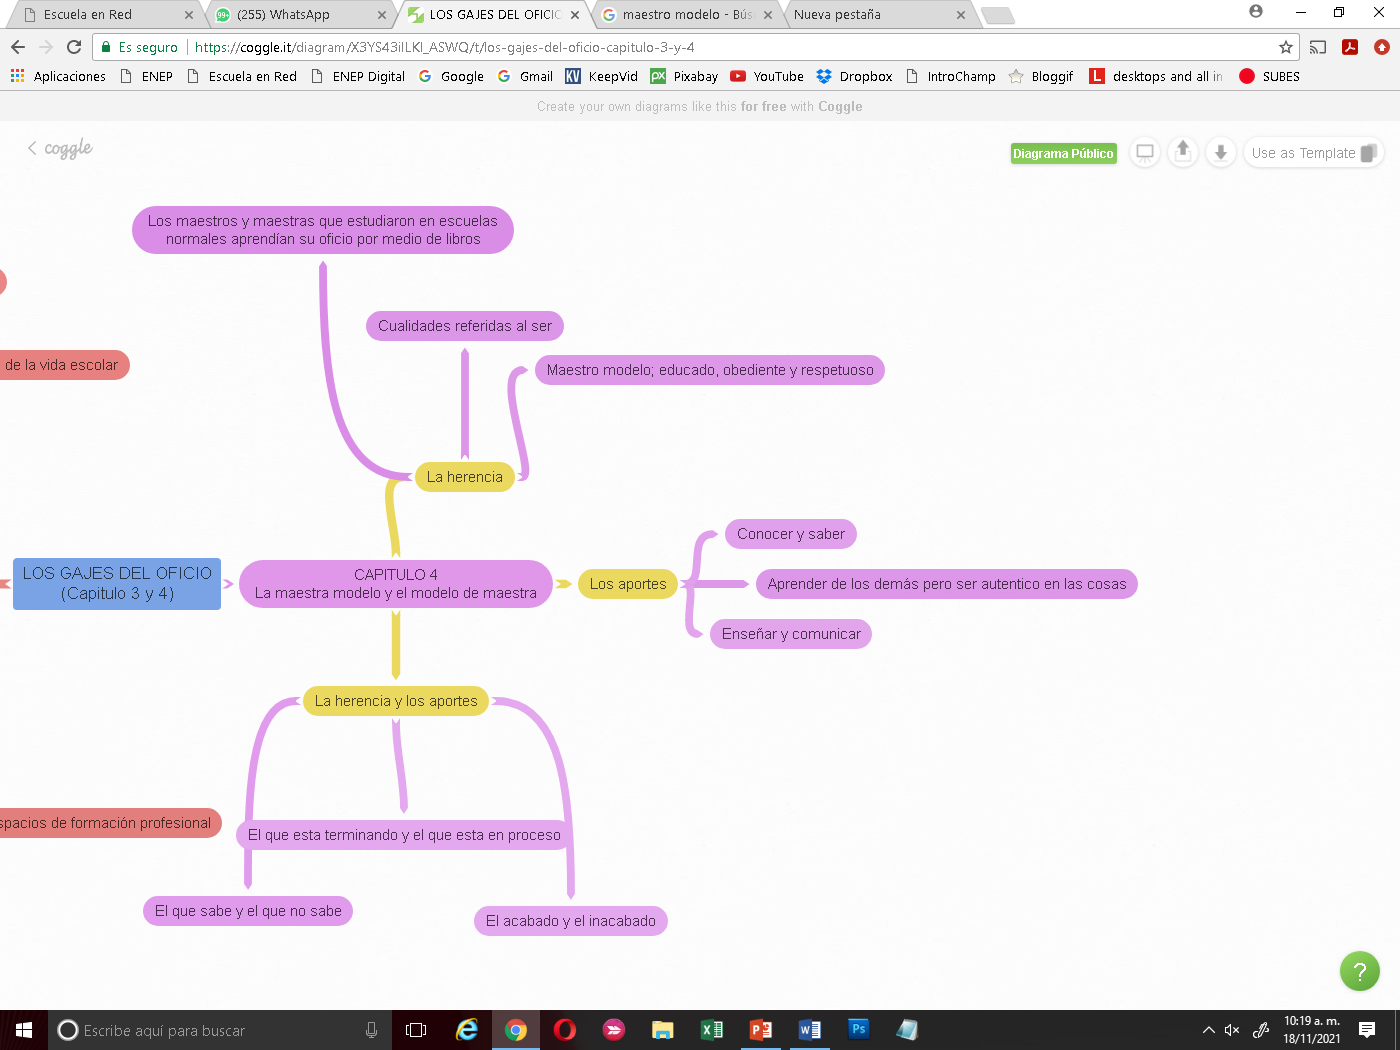 Escuela en Red
(255) WhatsApp
LOS GAJES DEL OFICIO
maestro modelo - Bús
Nueva pestaña
Es seguro
https://coggle.it/diagram/X3YS43iILKI_ASWQ/t/los-gajes-del-oficio-capitulo-3-y-4
Aplicaciones
ENEP
Escuela en Red
ENEP Digital
Google
Gmail
KeepVid
Pixabay
YouTube
Dropbox
IntroChamp
Bloggif
desktops and all in
SUBES
Create your own diagrams like this for free with Coggle
coggle
Diagrama Público
Use as Template
Los maestros y maestras que estudiaron en escuelas
normales aprendían su oficio por medio de libros
Cualidades referidas al ser
de la vida escolar
Maestro modelo; educado, obediente y respetuoso
La herencia
Conocer y saber
LOS GAJES DEL OFICIO
(Capitulo 3 y 4)
CAPITULO 4
La maestra modelo y el modelo de maestra
Los aportes
Aprender de los demás pero ser autentico en las cosas
Enseñar y comunicar
La herencia y los aportes
spacios de formación profesional
El que esta terminando y el que esta en proceso
El que sabe y el que no sabe
El acabado y el inacabado
?
Escribe aquí para buscar
10:19 a. m.
18/11/2021